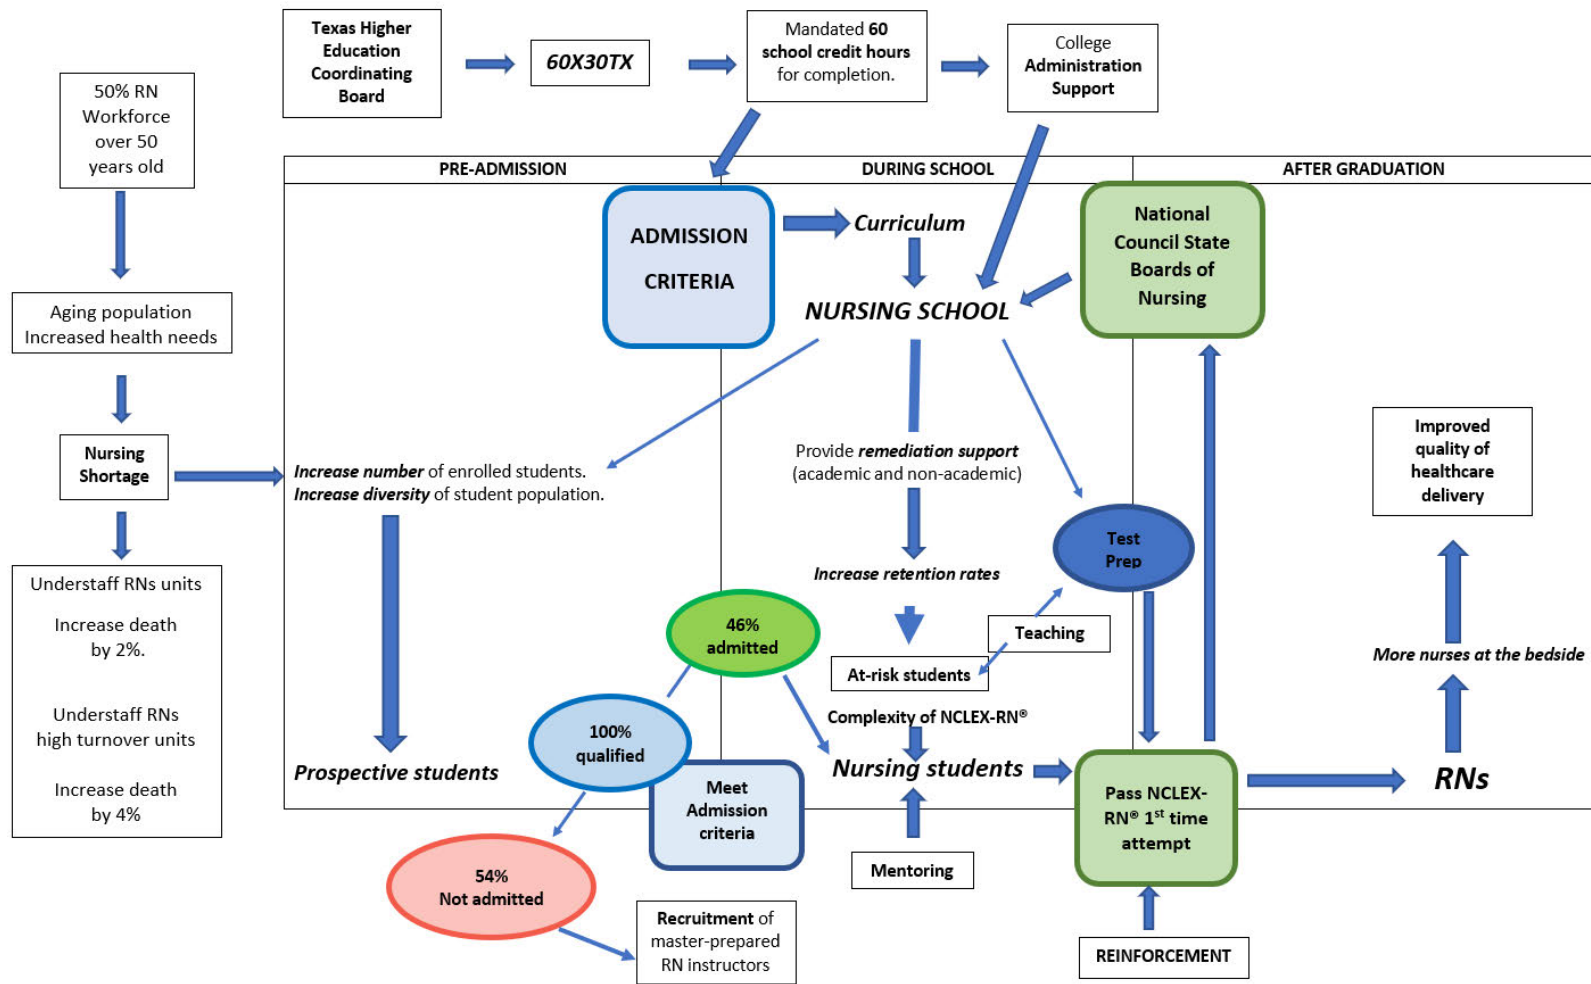 Texas Higher
Education
Coordinating
Board
60X30TX
Mandated 60
school credit hours
for completion.
College
Administration
Support
50% RN
Workforce
over 50
years old
Aging population
Increased health needs
Nursing
Shortage
Understaff RNs units
Increase death
by 2%.
Understaff RNs
high turnover units
Increase death
by 4%
PRE-ADMISSION
DURING SCHOOL
AFTER GRADUATION
ADMISSION
CRITERIA
Curriculum
NURSING SCHOOL
National
Council State
Boards of
Nursing
Increase number of enrolled students.
Increase diversity of student population.
Provide remediation support
(academic and non-academic)
Increase retention rates
Test
Prep
Teaching
At-risk students
Complexity of NCLEX-RN®
Nursing students
Mentoring
46%
admitted
100%
qualified
Prospective students
Meet
Admission
criteria
54%
Not admitted
Recruitment of
master-prepared
RN instructors
Pass NCLEX-
RN® 1st time
attempt
REINFORCEMENT
Improved
quality of
healthcare
delivery
More nurses at the bedside
RNs